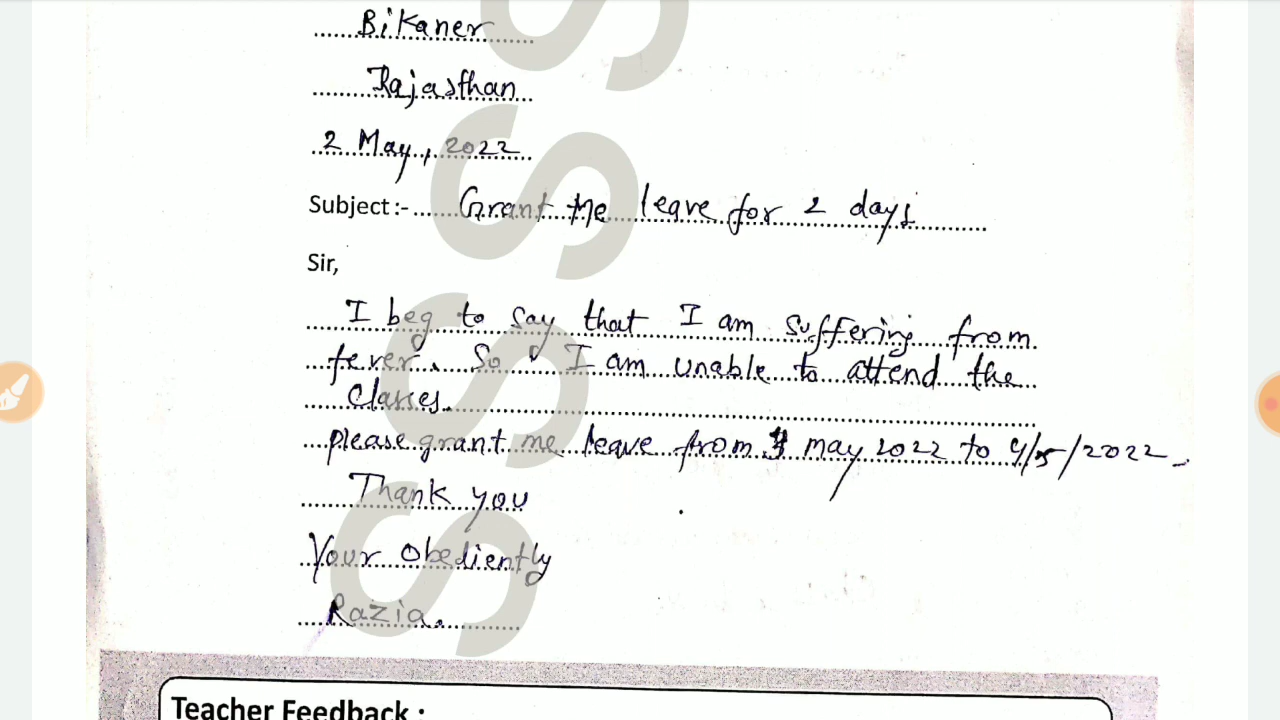 Bikaner
Rajasthan
2 May, 2022
Subject :- Grant me leave for 2 days
Sir,
I beg to say that I am suffering from
fever. So I am unable to attend the
classes.
please grant me leave from may 2022 to 4/5/2022
Thank you
Your obediently
Razia.
Teacher Feedback :
SSSS